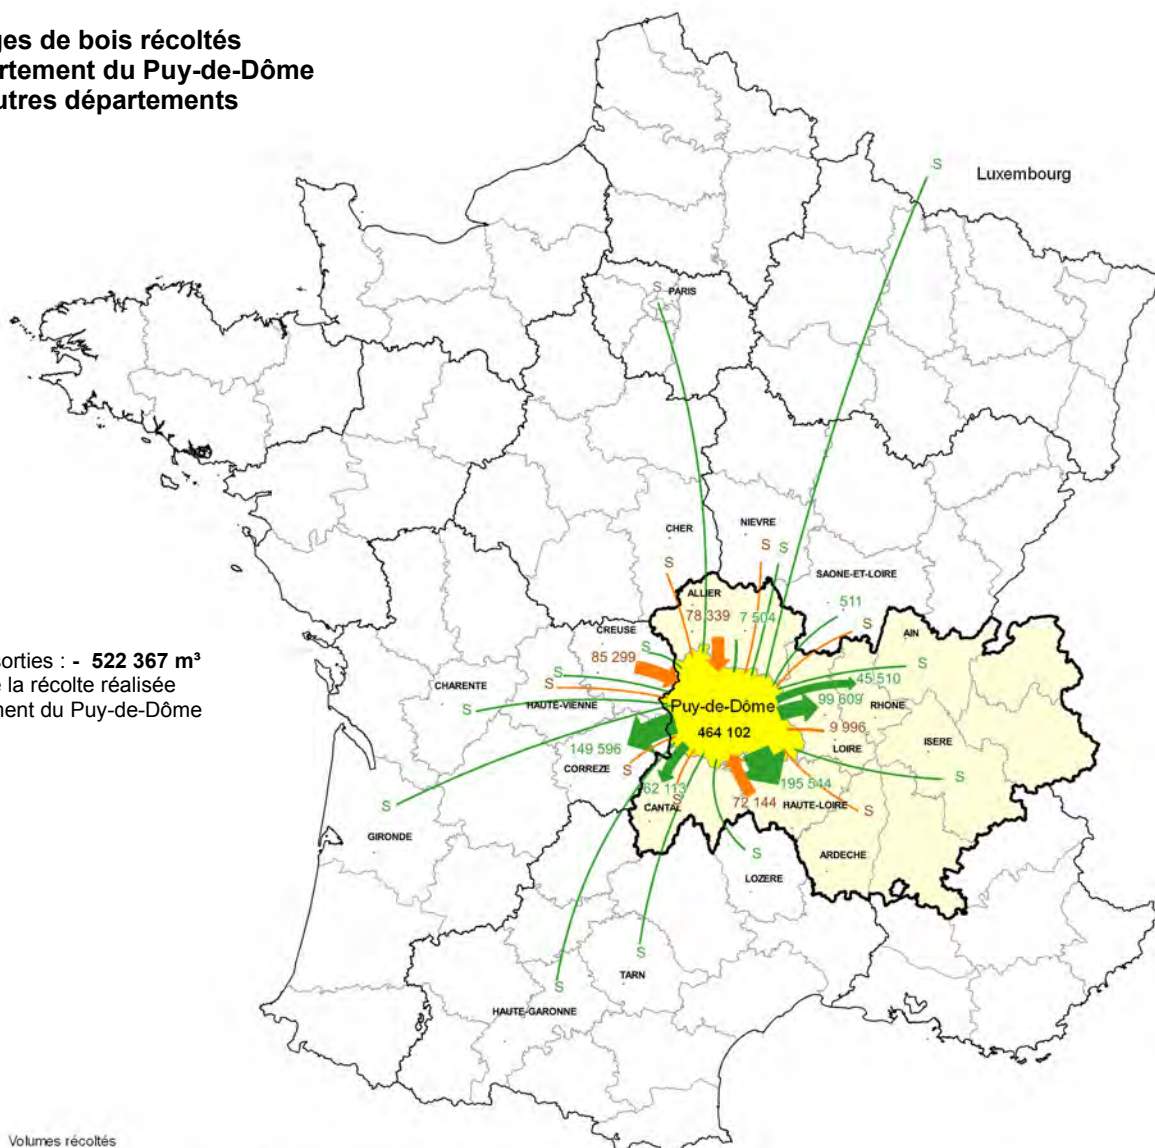 ges de bois récoltés
rtement du Puy-de-Dôme
utres départements
S
Luxembourg
S
PARIS
CHER
NIEVRE
S
S
S
SAONE-ET-LOIRE
ALLIER
511
78 339
7 504
S
CREUSE
AIN
sorties : - 522 367 m³
S
S
85 299
e la récolte réalisée
S
45 510
CHARENTE
S
ment du Puy-de-Dôme
HAUTE-VIENNE
Puy-de-Dôme
99 609
RHONE
S
464 102
9 996
ISERE
149 596
LOIRE
CORREZE
S
S
62 113
195 544
S
CANTAL
S
72 144
HAUTE-LOIRE
S
GIRONDE
S
ARDECHE
LOZERE
S
TARN
S
HAUTE-GARONNE
Volumes récoltés